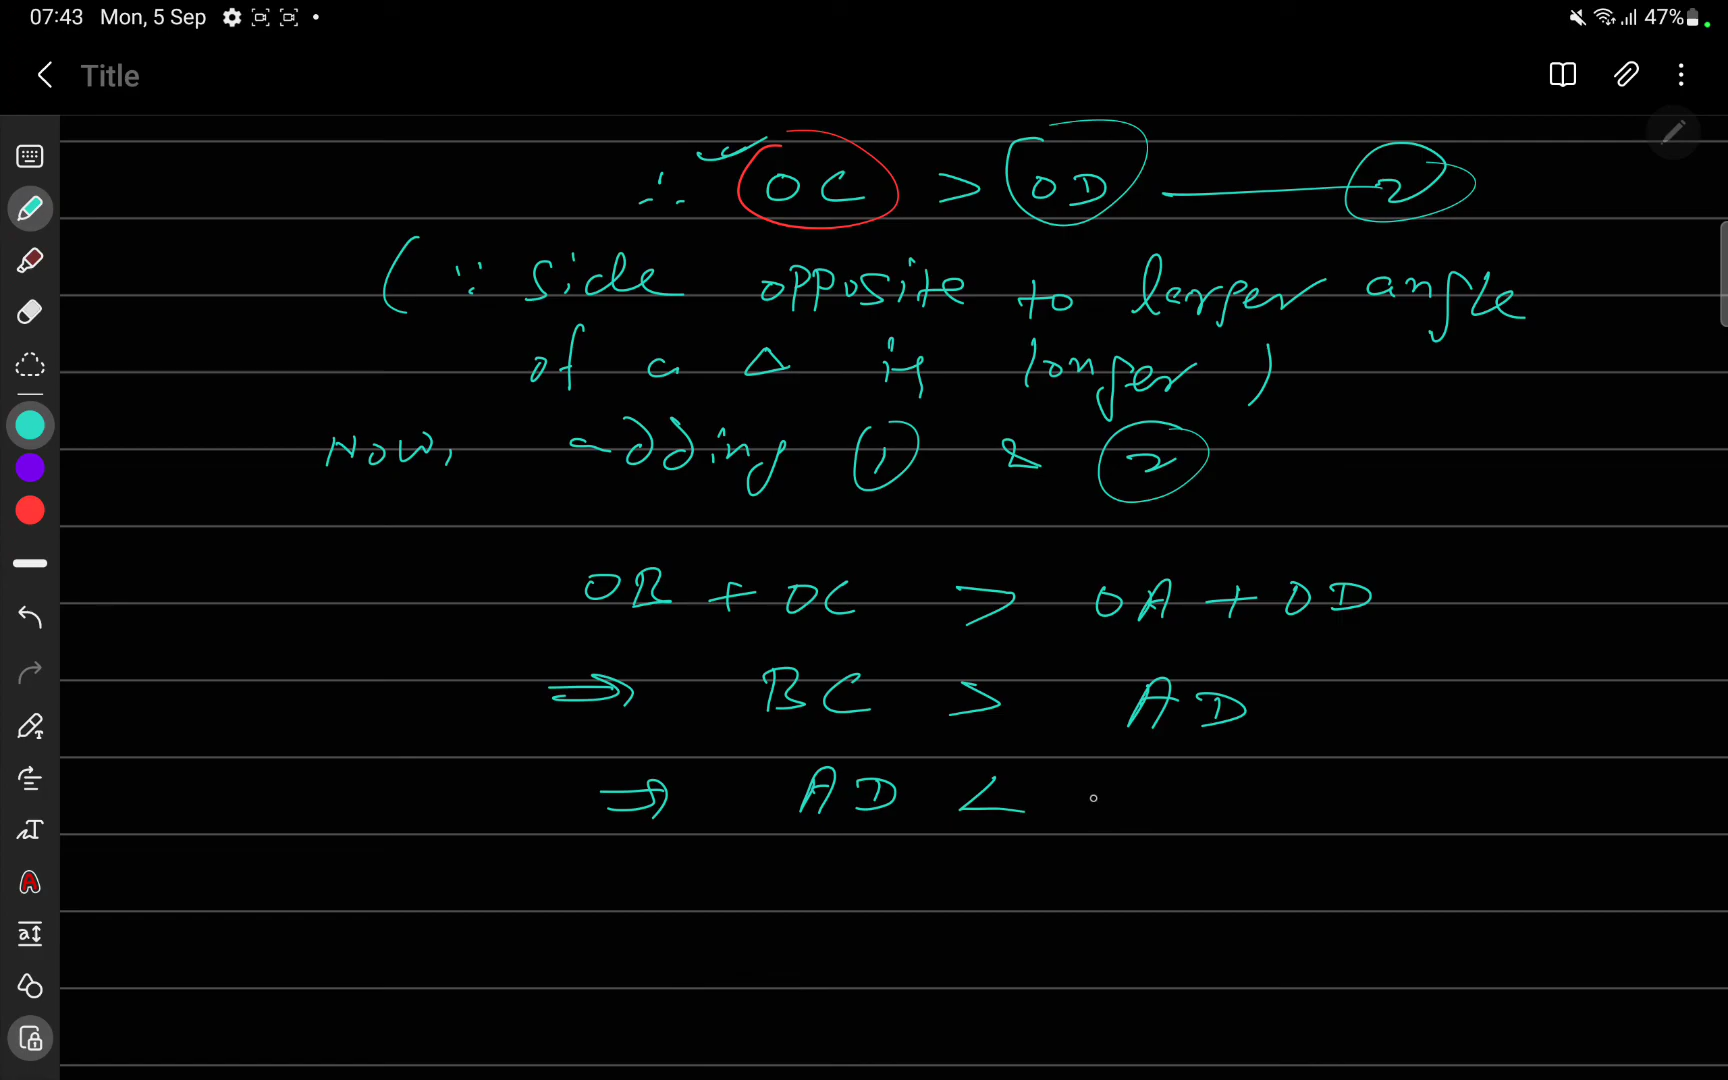 07:43 Mon, 5 Sep 47%
Title
∴ OC > OD — 2
(∵ Side opposite to larger angle
of a Δ is longer)
Now, adding 1 & 2
OB + OC > OA + OD
⇒ BC > AD
⇒ AD <